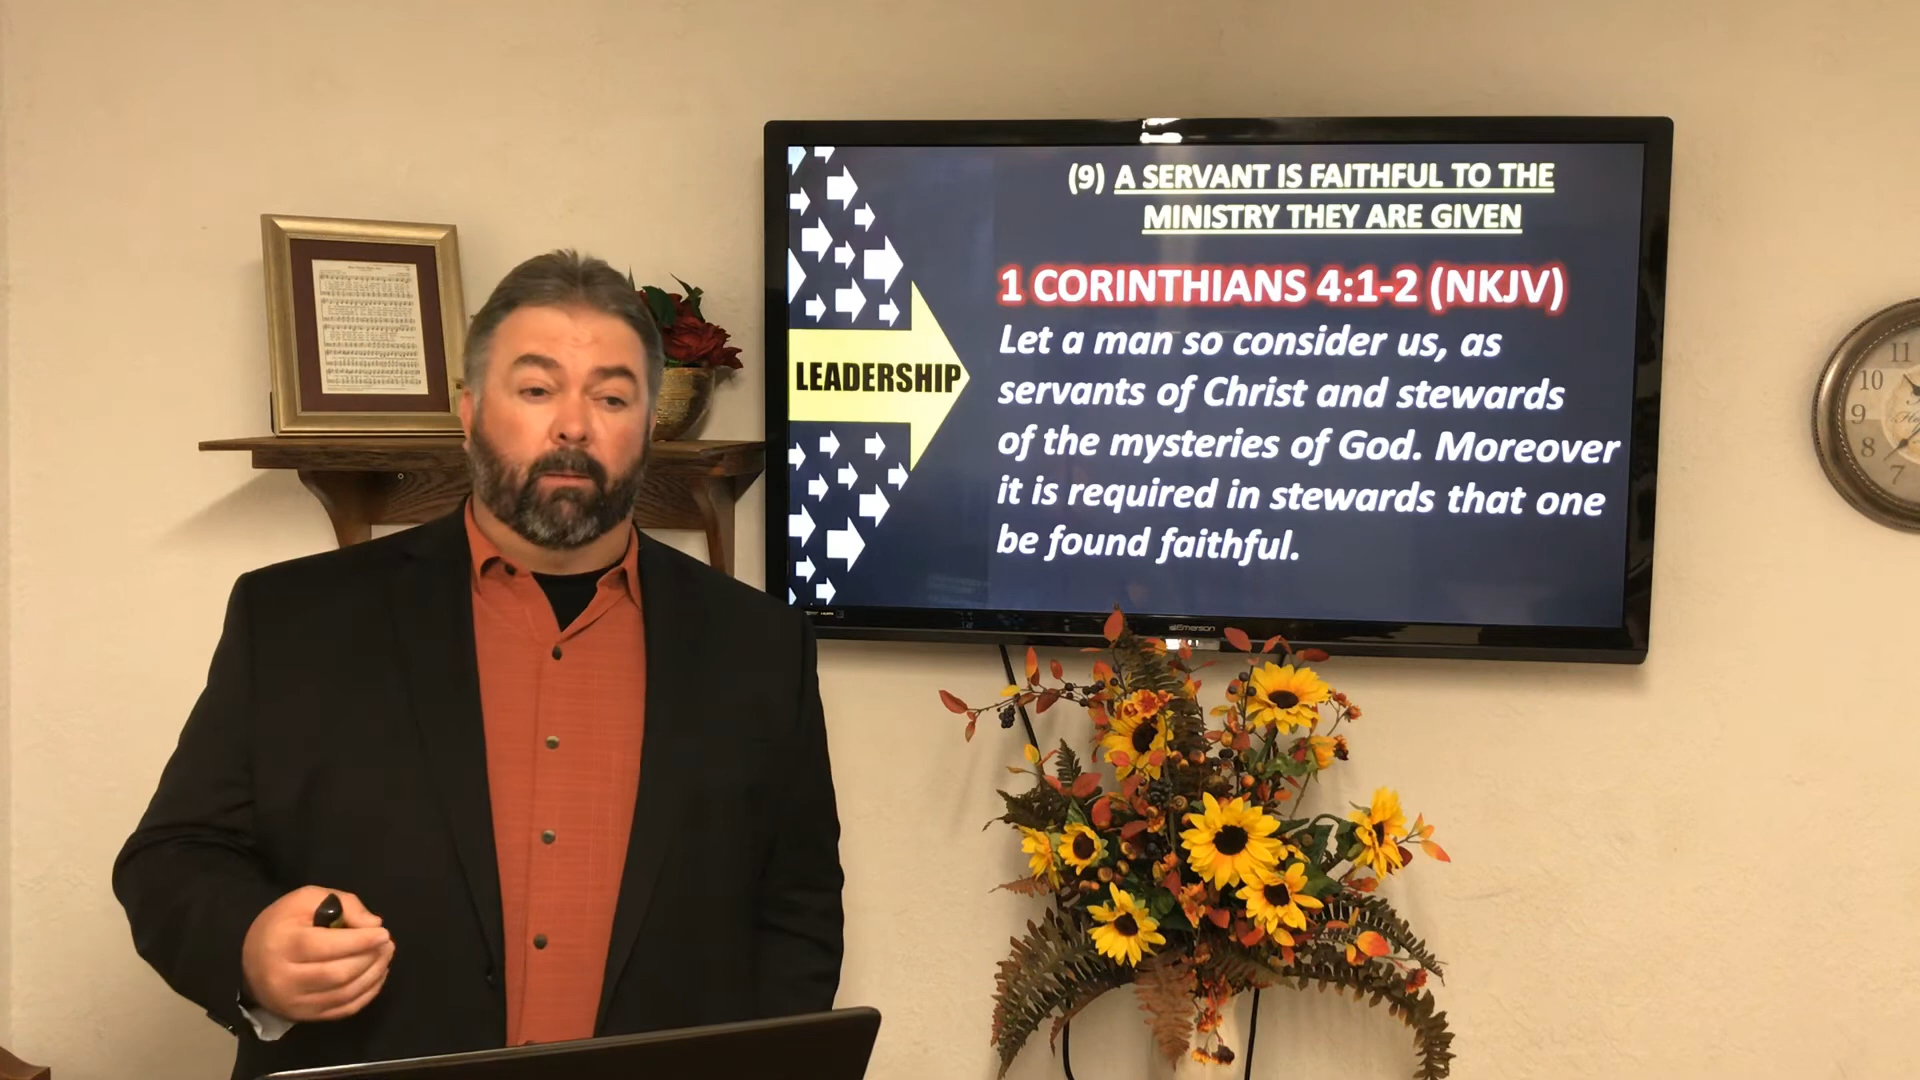 (9) A SERVANT IS FAITHFUL TO THE
MINISTRY THEY ARE GIVEN
1 CORINTHIANS 4:1-2 (NKJV)
Let a man so consider us, as
servants of Christ and stewards
of the mysteries of God. Moreover
it is required in stewards that one
be found faithful.
LEADERSHIP
Emerson
11
10
9
8
7